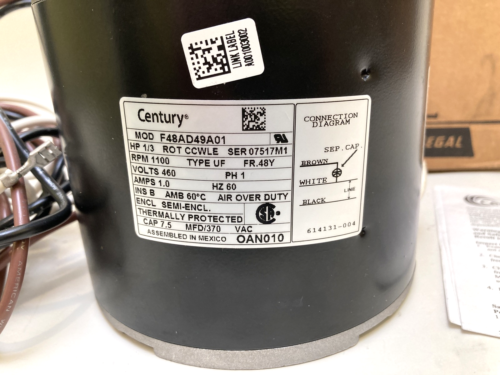 LINK LABEL
A001003002
Century®
MOD F48AD49A01
HP 1/3 ROT CCWLE SER 07517M1
RPM 1100 TYPE UF FR.48Y
VOLTS 460 PH 1
AMPS 1.0 HZ 60
INS B AMB 60°C AIR OVER DUTY
ENCL SEMI-ENCL.
THERMALLY PROTECTED
CAP 7.5 MFD/370 VAC
ASSEMBLED IN MEXICO OAN010
CONNECTION
DIAGRAM
SEP.CAP.
BROWN
WHITE
LINE
BLACK
614131-004
EGAL